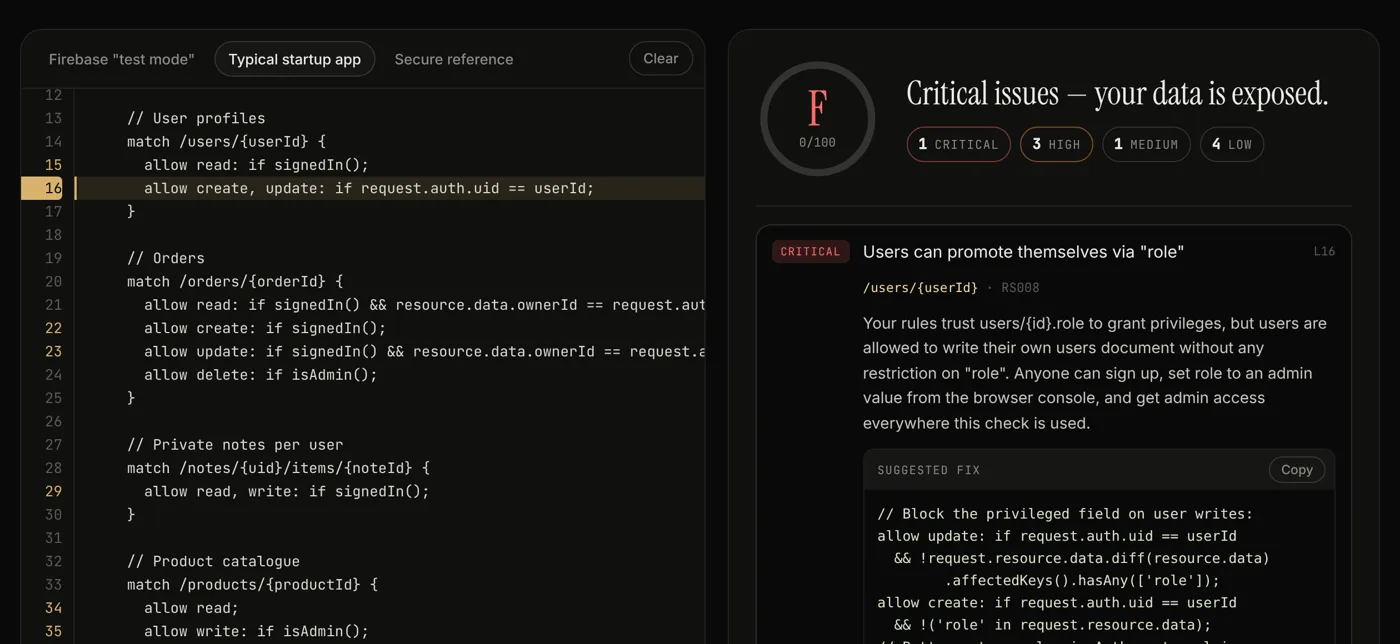 Firebase "test mode"
Typical startup app
Secure reference
Clear
12
13 // User profiles
14 match /users/{userId} {
15 allow read: if signedIn();
16 allow create, update: if request.auth.uid == userId;
17 }
18
19 // Orders
20 match /orders/{orderId} {
21 allow read: if signedIn() && resource.data.ownerId == request.aut
22 allow create: if signedIn();
23 allow update: if signedIn() && resource.data.ownerId == request.a
24 allow delete: if isAdmin();
25 }
26
27 // Private notes per user
28 match /notes/{uid}/items/{noteId} {
29 allow read, write: if signedIn();
30 }
31
32 // Product catalogue
33 match /products/{productId} {
34 allow read;
35 allow write: if isAdmin();
F
0/100
Critical issues — your data is exposed.
1 CRITICAL
3 HIGH
1 MEDIUM
4 LOW
CRITICAL
Users can promote themselves via "role"
L16
/users/{userId} · RS008
Your rules trust users/{id}.role to grant privileges, but users are
allowed to write their own users document without any
restriction on "role". Anyone can sign up, set role to an admin
value from the browser console, and get admin access
everywhere this check is used.
SUGGESTED FIX
Copy
// Block the privileged field on user writes:
allow update: if request.auth.uid == userId
&& !request.resource.data.diff(resource.data)
.affectedKeys().hasAny(['role']);
allow create: if request.auth.uid == userId
&& !('role' in request.resource.data);